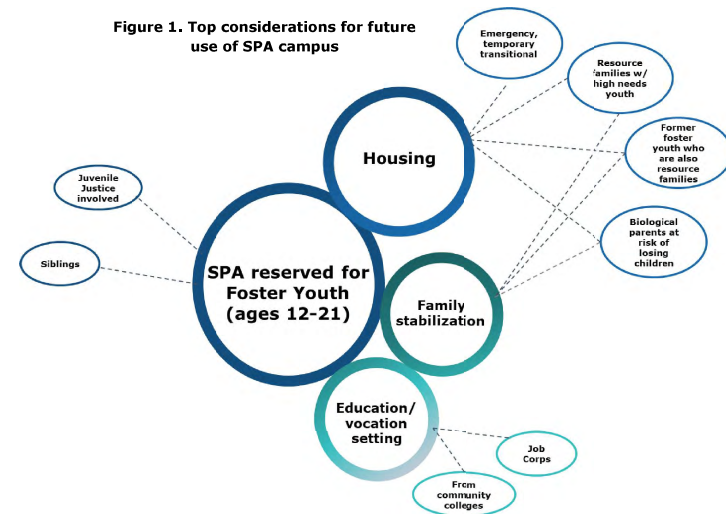 Figure 1. Top considerations for future
use of SPA campus
Emergency,
temporary
transitional
Resource
families w/
high needs
youth
Former
foster
youth who
are also
resource
families
Biological
parents at
risk of
losing
children
Housing
Juvenile
Justice
involved
Siblings
SPA reserved for
Foster Youth
(ages 12-21)
Family
stabilization
Education/
vocation
setting
Job
Corps
From
community
colleges